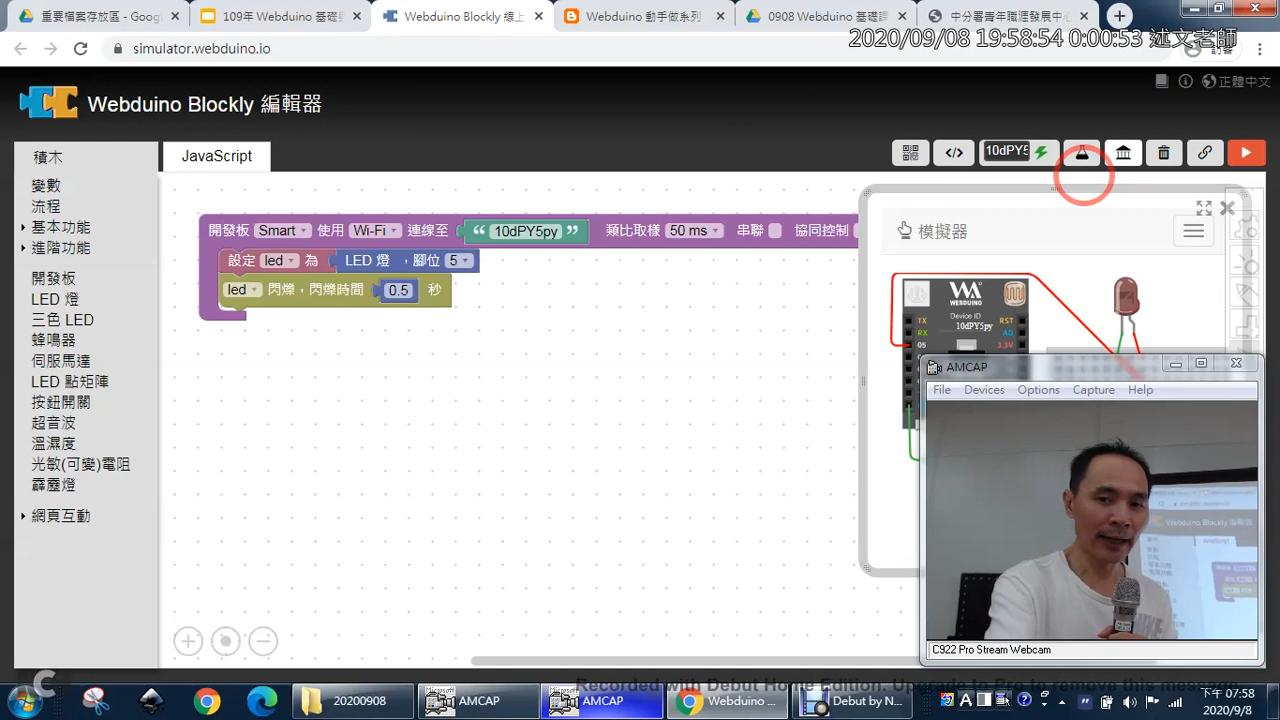 重要檔案存放區 - Goog
109年 Webduino 基礎
Webduino Blockly 線上
Webduino 動手做系列
0908 Webduino 基礎
中分署青年職涯發展中心
simulator.webduino.io
2020/09/08 19:58:54 0:00:53 述文老師
Webduino Blockly 編輯器
正體中文
積木
JavaScript
10dPY5
變數
流程
基本功能
進階功能
開發板
LED 燈
三色 LED
蜂鳴器
伺服馬達
LED 點矩陣
按鈕開關
超音波
溫濕度
光敏(可變)電阻
霹靂燈
網頁互動
開發板 Smart 使用 Wi-Fi 連線至 “ 10dPY5py ” 類比取樣 50 ms 串聯 協同控制
設定 led 為 LED 燈 ，腳位 5
led 閃爍，閃爍時間 0.5 秒
模擬器
WEBDUINO
Device ID
10dPY5py
TX
RX
05
RST
AD
3.3V
AMCAP
File Devices Options Capture Help
C922 Pro Stream Webcam
Recorded with Debut Home Edition. Upgrade to Pro to remove this message.
20200908
AMCAP
AMCAP
Webduino ...
Debut by N...
下午 07:58
2020/9/8